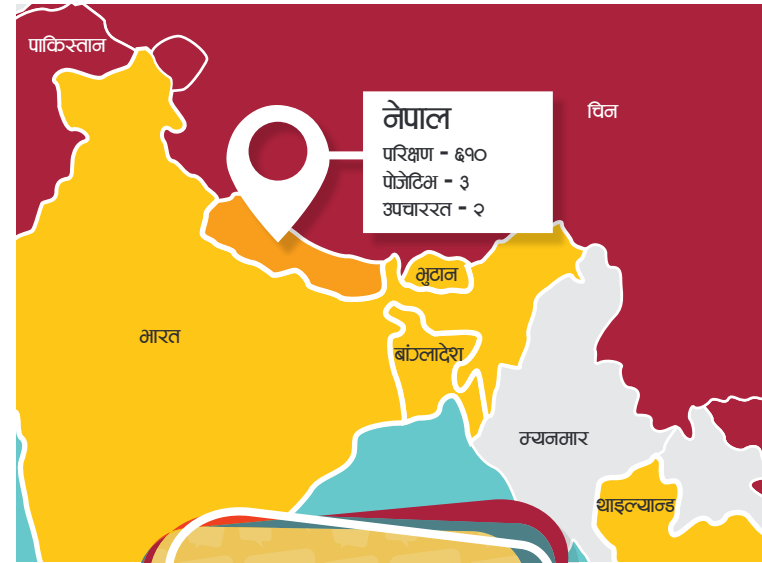 पाकिस्तान
नेपाल
परिक्षण - ६१०
पोजेटिभ - ३
उपचाररत - २
चिन
भुटान
भारत
बांग्लादेश
म्यनमार
थाइल्यान्ड